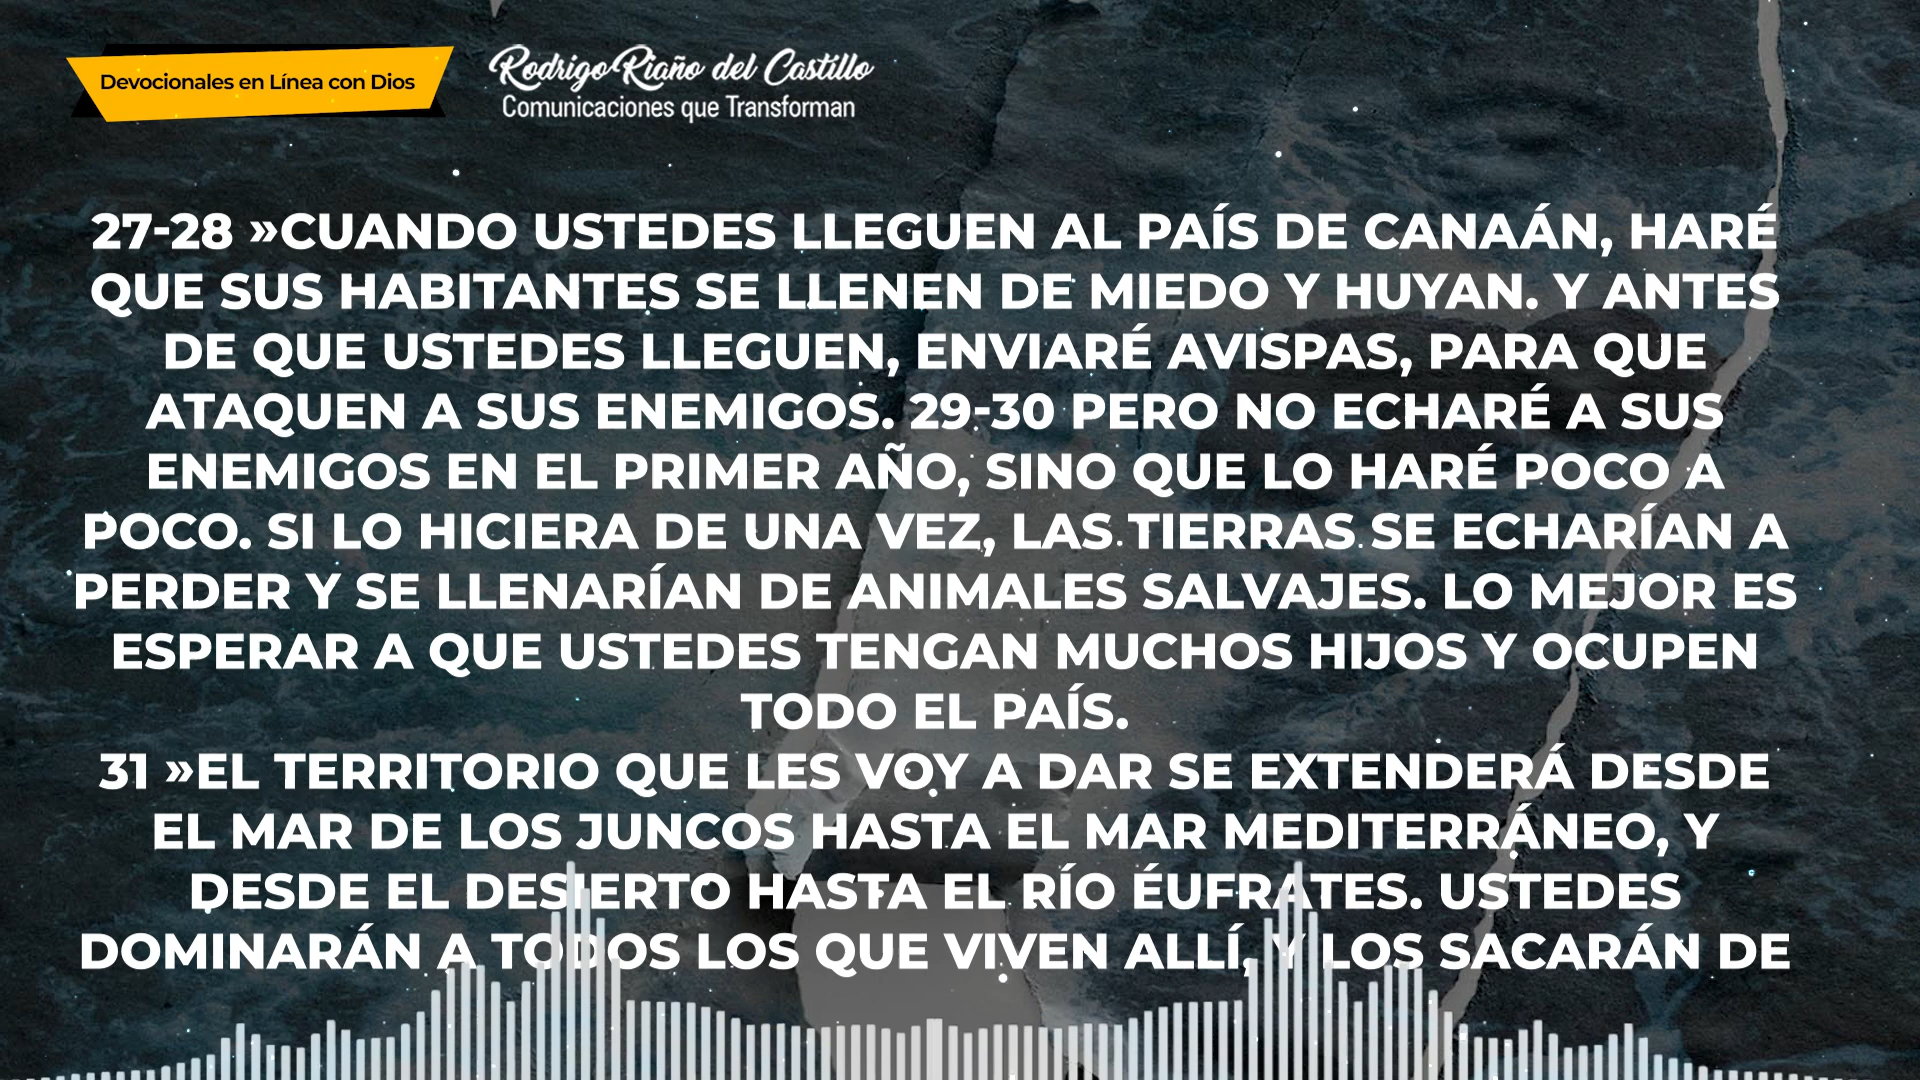 Devocionales en Línea con Dios
Rodrigo Riaño del Castillo
Comunicaciones que Transforman
27-28 »CUANDO USTEDES LLEGUEN AL PAÍS DE CANAÁN, HARÉ
QUE SUS HABITANTES SE LLENEN DE MIEDO Y HUYAN. Y ANTES
DE QUE USTEDES LLEGUEN, ENVIARÉ AVISPAS, PARA QUE
ATAQUEN A SUS ENEMIGOS. 29-30 PERO NO ECHARÉ A SUS
ENEMIGOS EN EL PRIMER AÑO, SINO QUE LO HARÉ POCO A
POCO. SI LO HICIERA DE UNA VEZ, LAS TIERRAS SE ECHARÍAN A
PERDER Y SE LLENARÍAN DE ANIMALES SALVAJES. LO MEJOR ES
ESPERAR A QUE USTEDES TENGAN MUCHOS HIJOS Y OCUPEN
TODO EL PAÍS.
31 »EL TERRITORIO QUE LES VOY A DAR SE EXTENDERÁ DESDE
EL MAR DE LOS JUNCOS HASTA EL MAR MEDITERRÁNEO, Y
DESDE EL DESIERTO HASTA EL RÍO ÉUFRATES. USTEDES
DOMINARÁN A TODOS LOS QUE VIVEN ALLÍ, Y LOS SACARÁN DE